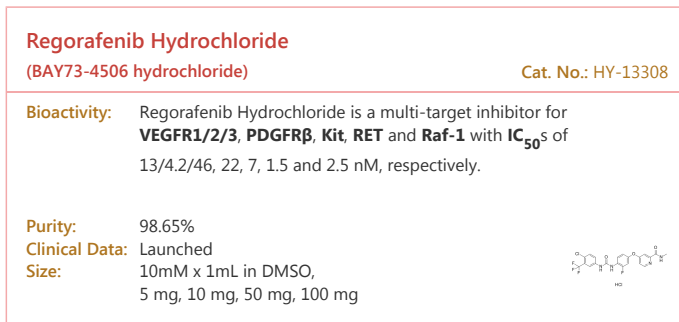 Regorafenib Hydrochloride
(BAY73-4506 hydrochloride) Cat. No.: HY-13308
Bioactivity: Regorafenib Hydrochloride is a multi-target inhibitor for
VEGFR1/2/3, PDGFRβ, Kit, RET and Raf-1 with IC50s of
13/4.2/46, 22, 7, 1.5 and 2.5 nM, respectively.
Purity: 98.65%
Clinical Data: Launched
Size: 10mM x 1mL in DMSO,
5 mg, 10 mg, 50 mg, 100 mg
HCl